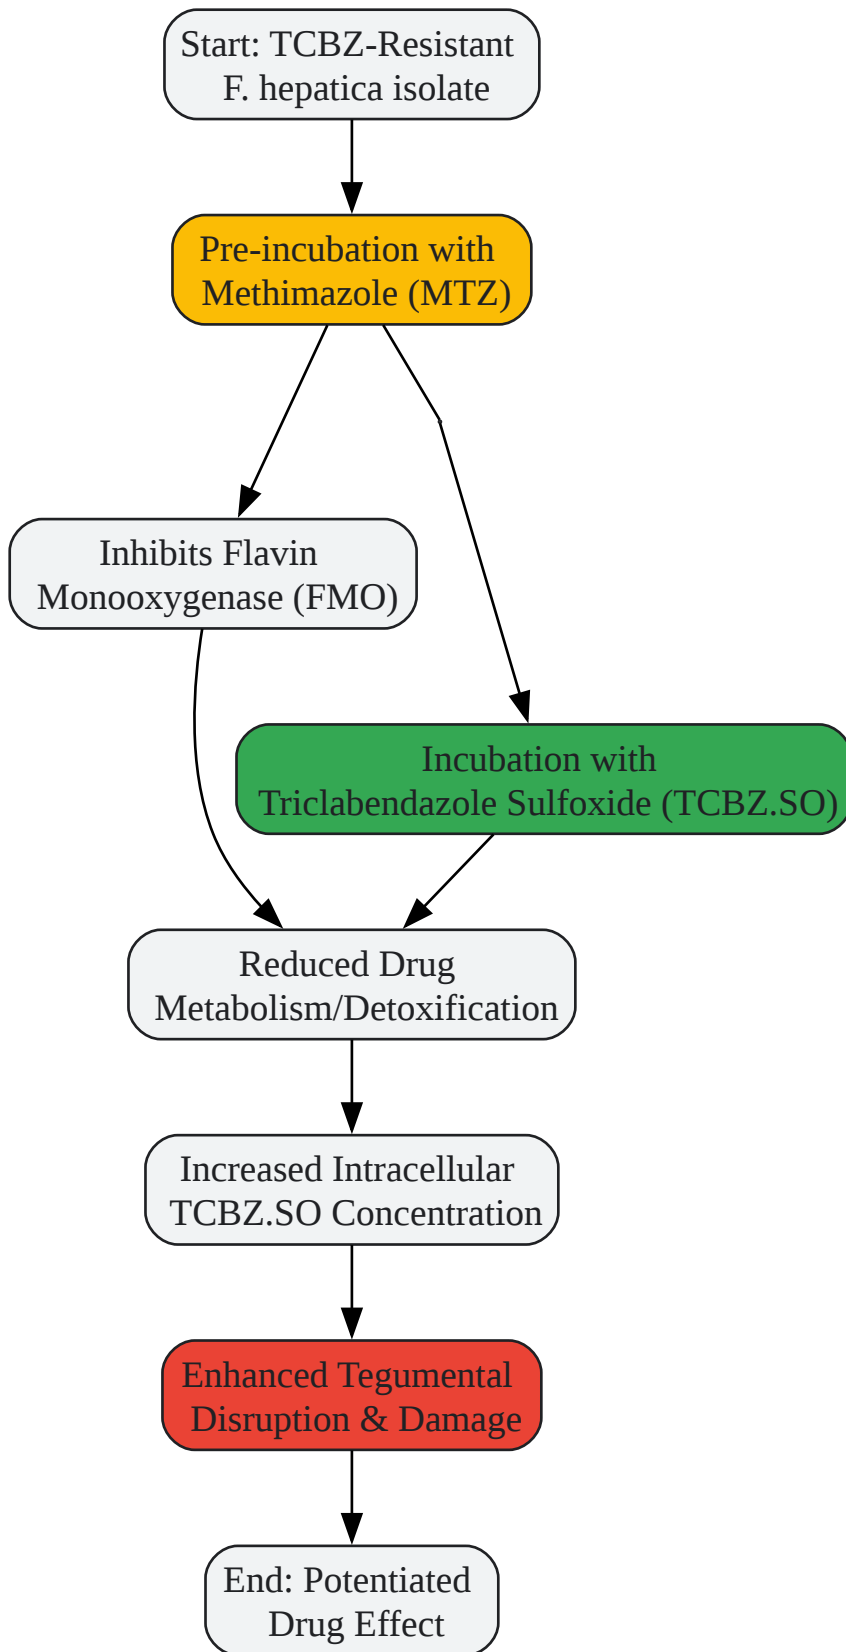 Start: TCBZ-Resistant
F. hepatica isolate
Pre-incubation with
Methimazole (MTZ)
Inhibits Flavin
Monooxygenase (FMO)
Incubation with
Triclabendazole Sulfoxide (TCBZ.SO)
Reduced Drug
Metabolism/Detoxification
Increased Intracellular
TCBZ.SO Concentration
Enhanced Tegumental
Disruption & Damage
End: Potentiated
Drug Effect